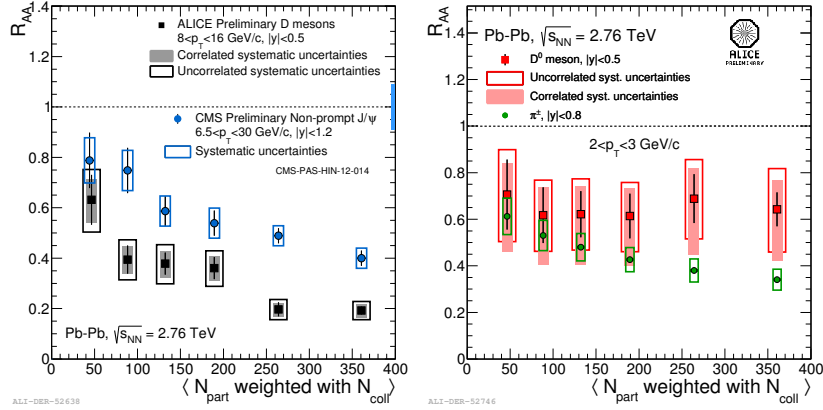 R_AA
1.4
1.2
1
0.8
0.6
0.4
0.2
0
ALICE Preliminary D mesons
8<p_T<16 GeV/c, |y|<0.5
Correlated systematic uncertainties
Uncorrelated systematic uncertainties
CMS Preliminary Non-prompt J/ψ
6.5<p_T<30 GeV/c, |y|<1.2
Systematic uncertainties
CMS-PAS-HIN-12-014
Pb-Pb, √s_NN = 2.76 TeV
0 50 100 150 200 250 300 350 400
⟨ N_part weighted with N_coll ⟩
ALI-DER-52638
R_AA
1.4
1.2
1
0.8
0.6
0.4
0.2
0
Pb-Pb, √s_NN = 2.76 TeV
ALICE
PRELIMINARY
D⁰ meson, |y|<0.5
Uncorrelated syst. uncertainties
Correlated syst. uncertainties
π±, |y|<0.8
2<p_T<3 GeV/c
0 50 100 150 200 250 300 350 400
⟨ N_part weighted with N_coll ⟩
ALI-DER-52746